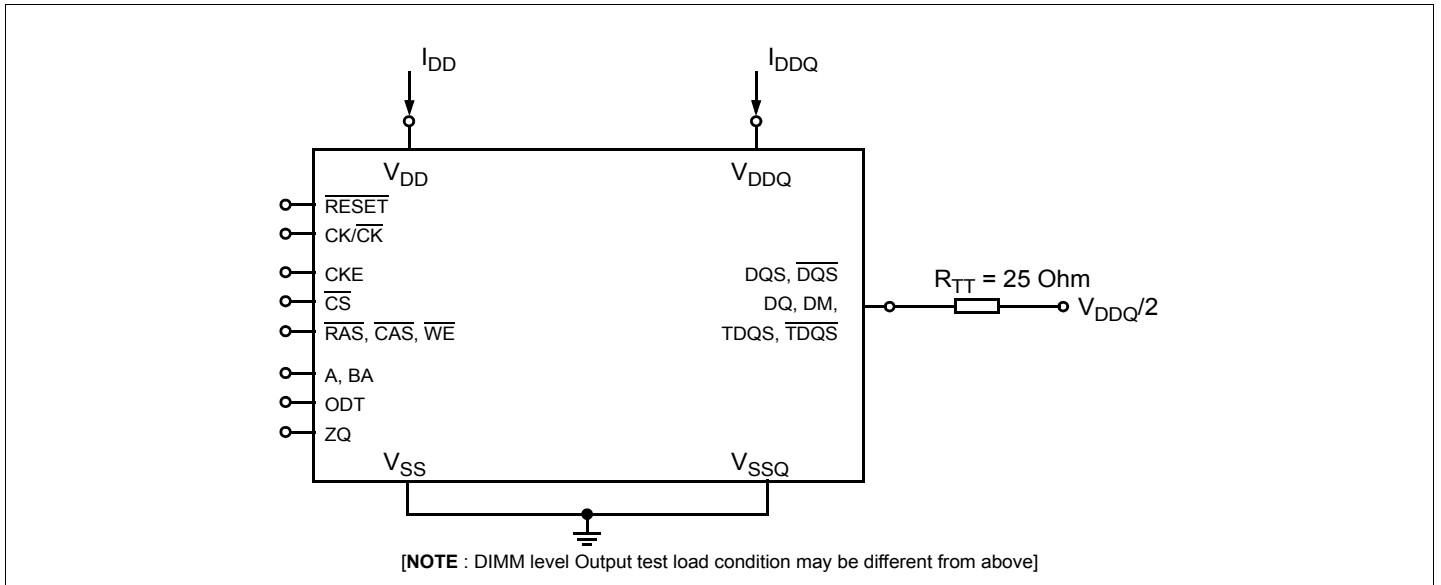 IDD IDDQ
VDD VDDQ
RESET
CK/CK
CKE
CS
RAS, CAS, WE
A, BA
ODT
ZQ
DQS, DQS
DQ, DM,
TDQS, TDQS
RTT = 25 Ohm
VDDQ/2
VSS VSSQ
[NOTE : DIMM level Output test load condition may be different from above]